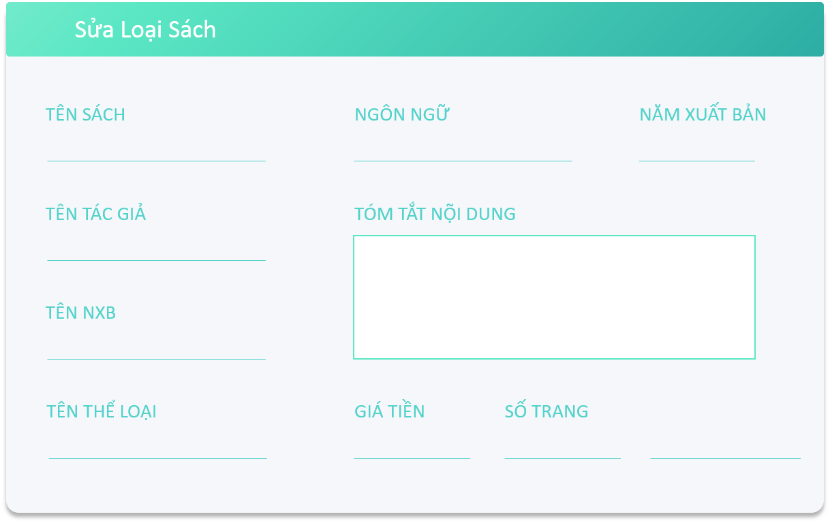 Sửa Loại Sách
TÊN SÁCH
NGÔN NGỮ
NĂM XUẤT BẢN
TÊN TÁC GIẢ
TÓM TẮT NỘI DUNG
TÊN NXB
TÊN THỂ LOẠI
GIÁ TIỀN
SỐ TRANG